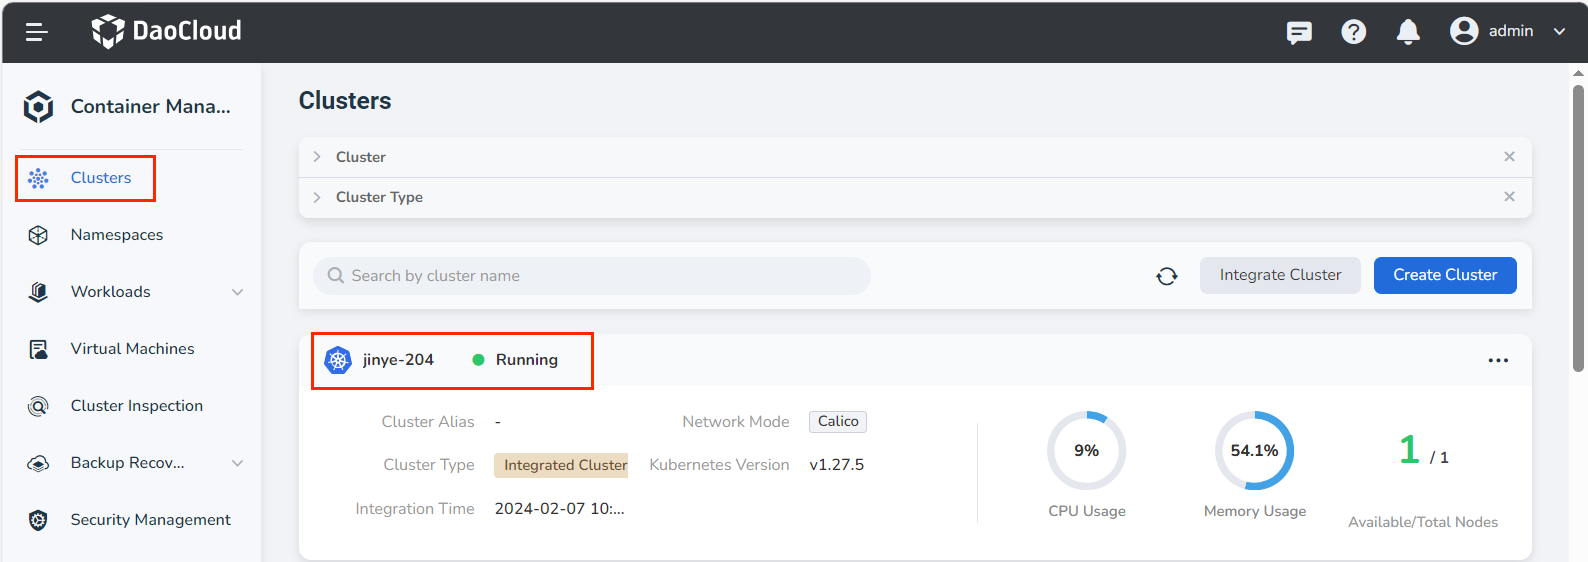 DaoCloud
admin
Container Mana...
Clusters
Namespaces
Workloads
Virtual Machines
Cluster Inspection
Backup Recov...
Security Management
Clusters
Cluster
Cluster Type
Search by cluster name
Integrate Cluster
Create Cluster
jinye-204 Running
Cluster Alias -
Network Mode Calico
Cluster Type Integrated Cluster
Kubernetes Version v1.27.5
Integration Time 2024-02-07 10:...
9%
CPU Usage
54.1%
Memory Usage
1 / 1
Available/Total Nodes